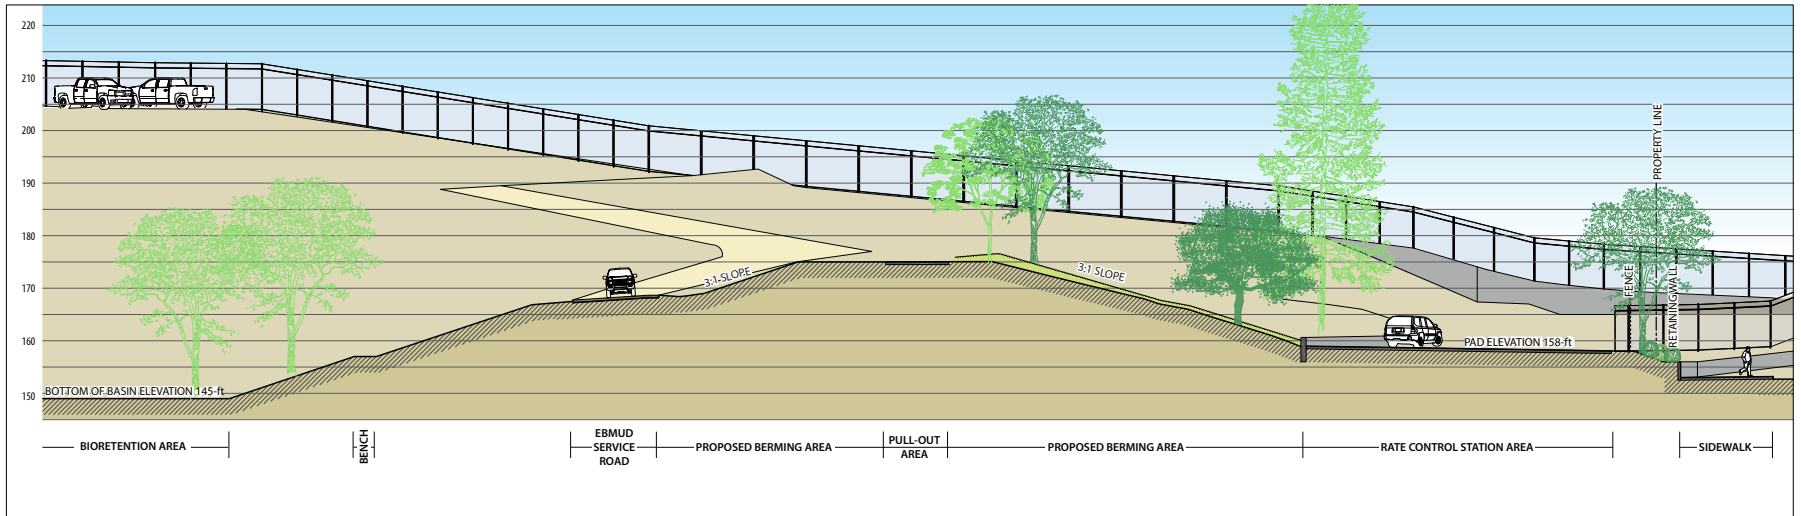 220
210
200
190
180
170
160
150
PROPERTY LINE
FENCE
RETAINING WALL
3:1 SLOPE
3:1 SLOPE
PAD ELEVATION 158-ft
BOTTOM OF BASIN ELEVATION 145-ft
BIORETENTION AREA
BENCH
EBMUD
SERVICE
ROAD
PROPOSED BERMING AREA
PULL-OUT
AREA
PROPOSED BERMING AREA
RATE CONTROL STATION AREA
SIDEWALK